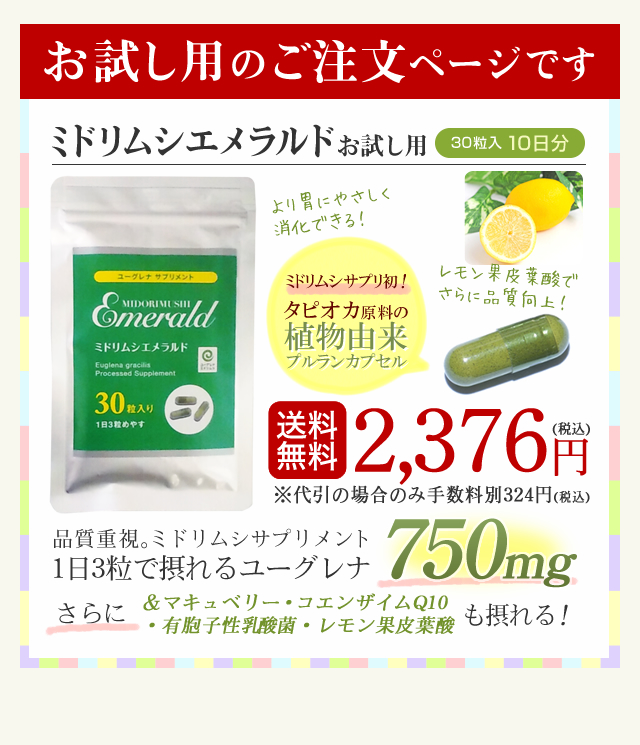 お試し用のご注文ページです
ミドリムシエメラルドお試し用
30粒入 10日分
より胃にやさしく
消化できる!
ユーグレナ サプリメント
MIDORIMUSHI
Emerald
ミドリムシエメラルド
Euglena gracilis
Processed Supplement
30粒入り
1日3粒めやす
ミドリムシサプリ初!
タピオカ原料の
植物由来
プルランカプセル
レモン果皮葉酸で
さらに品質向上!
送料
無料
2,376円
(税込)
※代引の場合のみ手数料別324円(税込)
品質重視。ミドリムシサプリメント
1日3粒で摂れるユーグレナ
750mg
さらに
&マキュベリー・コエンザイムQ10
・有胞子性乳酸菌・レモン果皮葉酸
も摂れる!